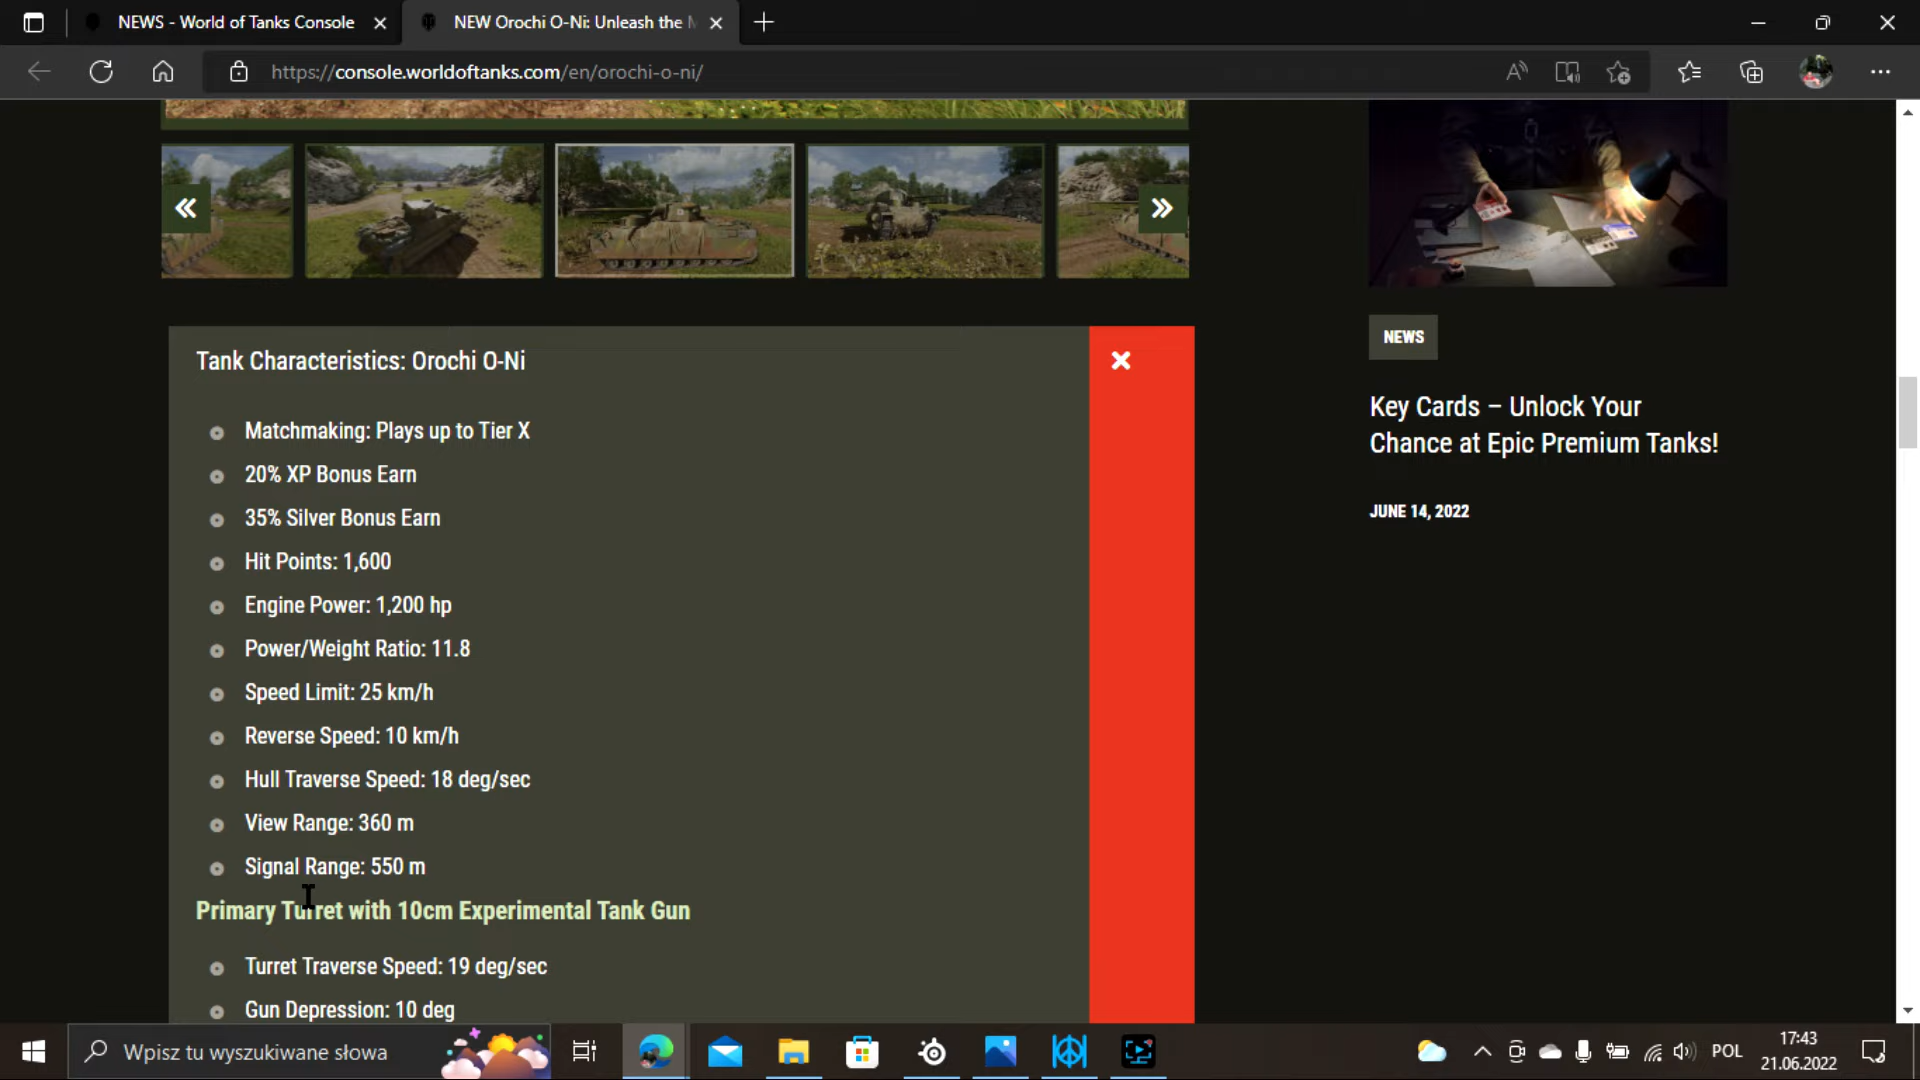 NEWS - World of Tanks Console
NEW Orochi O-Ni: Unleash the M
https://console.worldoftanks.com/en/orochi-o-ni/
Tank Characteristics: Orochi O-Ni
Matchmaking: Plays up to Tier X
20% XP Bonus Earn
35% Silver Bonus Earn
Hit Points: 1,600
Engine Power: 1,200 hp
Power/Weight Ratio: 11.8
Speed Limit: 25 km/h
Reverse Speed: 10 km/h
Hull Traverse Speed: 18 deg/sec
View Range: 360 m
Signal Range: 550 m
Primary Turret with 10cm Experimental Tank Gun
Turret Traverse Speed: 19 deg/sec
Gun Depression: 10 deg
NEWS
Key Cards – Unlock Your
Chance at Epic Premium Tanks!
JUNE 14, 2022
Wpisz tu wyszukiwane słowa
POL
17:43
21.06.2022